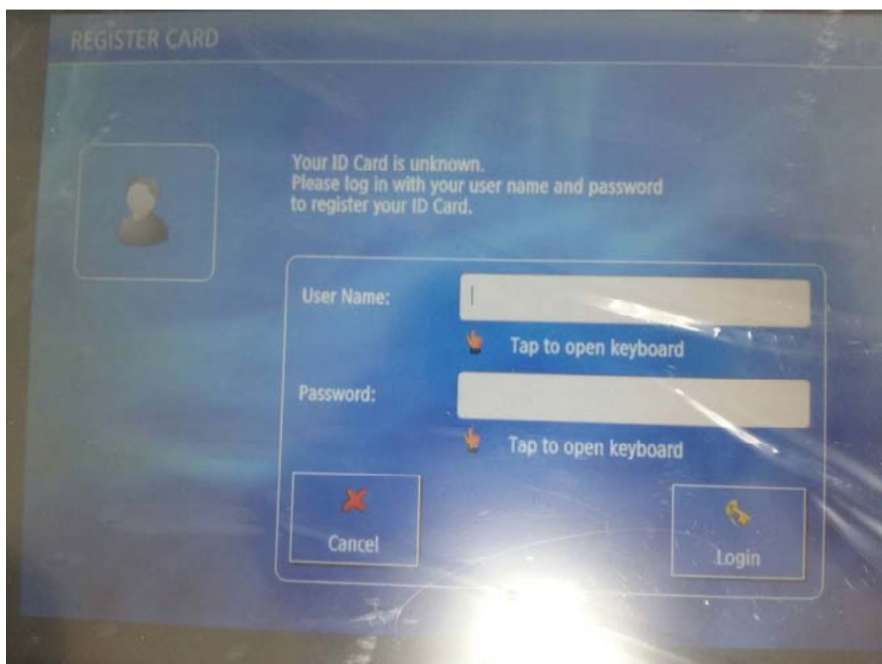 REGISTER CARD
Your ID Card is unknown.
Please log in with your user name and password
to register your ID Card.
User Name:
Tap to open keyboard
Password:
Tap to open keyboard
Cancel
Login